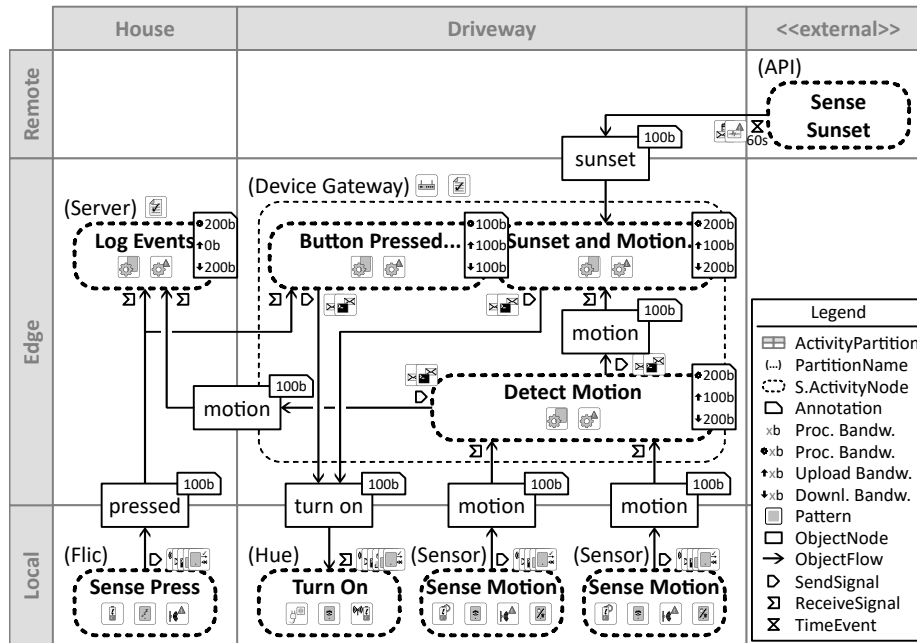 House
Driveway
<<external>>
Remote
(API)
Sense
Sunset
60s
100b
sunset
Edge
(Device Gateway)
(Server)
Log Events
200b
0b
200b
Button Pressed...
100b
100b
100b
Sunset and Motion.
200b
100b
200b
100b
motion
100b
motion
Detect Motion
200b
100b
200b
100b
pressed
100b
turn on
100b
motion
100b
motion
Local
(Flic)
Sense Press
(Hue)
Turn On
(Sensor)
Sense Motion
(Sensor)
Sense Motion
Legend
ActivityPartition
(...) PartitionName
S.ActivityNode
Annotation
xb Proc. Bandw.
xb Proc. Bandw.
xb Upload Bandw.
xb Downl. Bandw.
Pattern
ObjectNode
ObjectFlow
SendSignal
ReceiveSignal
TimeEvent